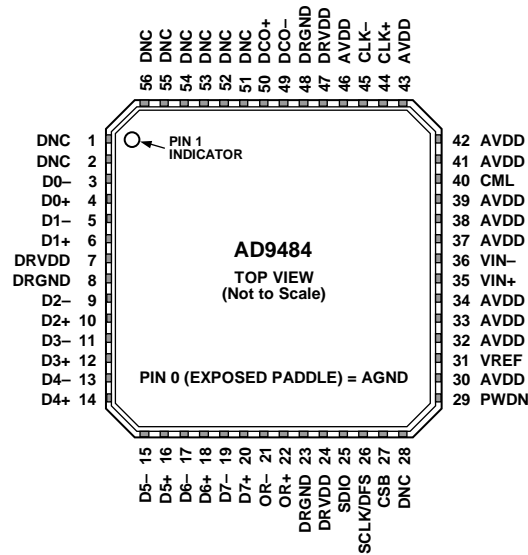 56 DNC
55 DNC
54 DNC
53 DNC
52 DNC
51 DNC
50 DCO+
49 DCO–
48 DRGND
47 DRVDD
46 AVDD
45 CLK–
44 CLK+
43 AVDD
DNC 1
DNC 2
D0– 3
D0+ 4
D1– 5
D1+ 6
DRVDD 7
DRGND 8
D2– 9
D2+ 10
D3– 11
D3+ 12
D4– 13
D4+ 14
PIN 1
INDICATOR
AD9484
TOP VIEW
(Not to Scale)
PIN 0 (EXPOSED PADDLE) = AGND
42 AVDD
41 AVDD
40 CML
39 AVDD
38 AVDD
37 AVDD
36 VIN–
35 VIN+
34 AVDD
33 AVDD
32 AVDD
31 VREF
30 AVDD
29 PWDN
D5– 15
D5+ 16
D6– 17
D6+ 18
D7– 19
D7+ 20
OR– 21
OR+ 22
DRGND 23
DRVDD 24
SDIO 25
SCLK/DFS 26
CSB 27
DNC 28